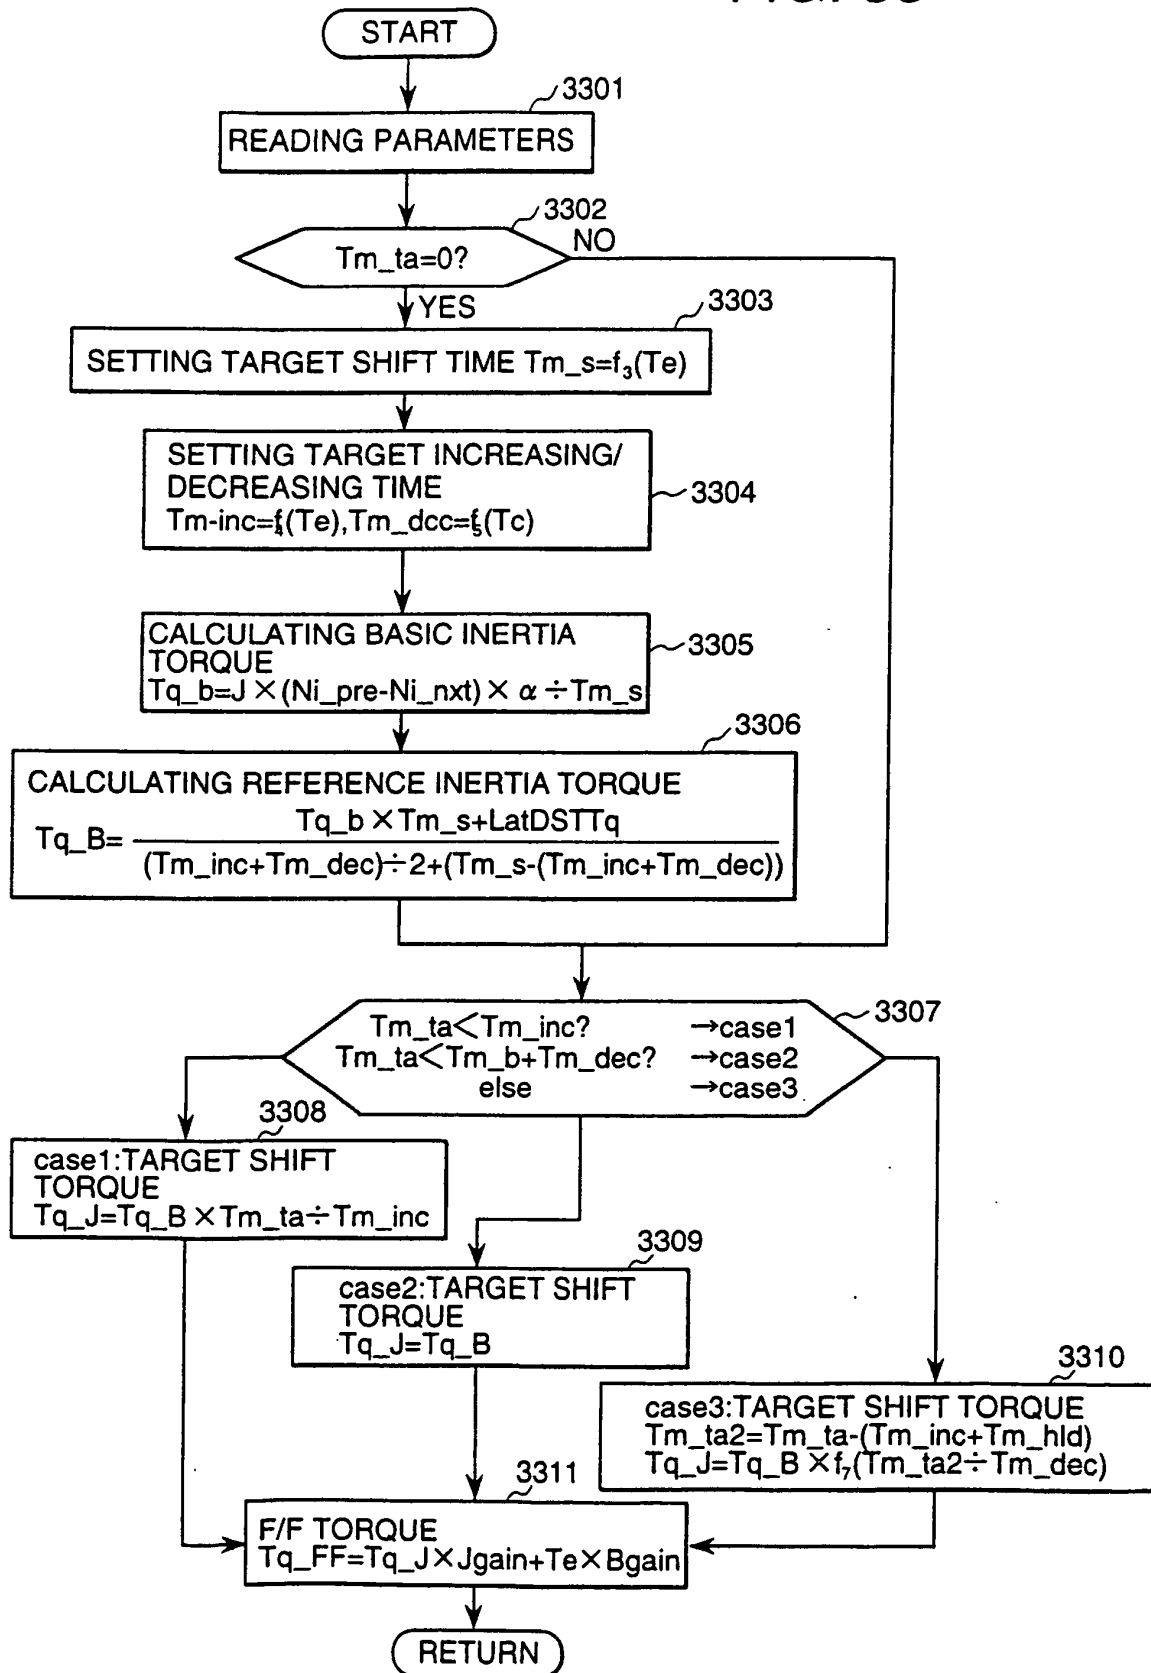 START
3301
READING PARAMETERS
3302
Tm_ta=0?
NO
YES
3303
SETTING TARGET SHIFT TIME Tm_s=f₃(Te)
SETTING TARGET INCREASING/
DECREASING TIME
Tm-inc=f₄(Te),Tm_dcc=f₅(Tc)
3304
CALCULATING BASIC INERTIA
TORQUE
Tq_b=J×(Ni_pre-Ni_nxt)× α ÷Tm_s
3305
3306
CALCULATING REFERENCE INERTIA TORQUE
Tq_b×Tm_s+LatDSTTq
Tq_B=
(Tm_inc+Tm_dec)÷2+(Tm_s-(Tm_inc+Tm_dec))
3307
Tm_ta<Tm_inc? →case1
Tm_ta<Tm_b+Tm_dec? →case2
else →case3
3308
case1:TARGET SHIFT
TORQUE
Tq_J=Tq_B×Tm_ta÷Tm_inc
3309
case2:TARGET SHIFT
TORQUE
Tq_J=Tq_B
3310
case3:TARGET SHIFT TORQUE
Tm_ta2=Tm_ta-(Tm_inc+Tm_hld)
Tq_J=Tq_B×f₇(Tm_ta2÷Tm_dec)
3311
F/F TORQUE
Tq_FF=Tq_J×Jgain+Te×Bgain
RETURN